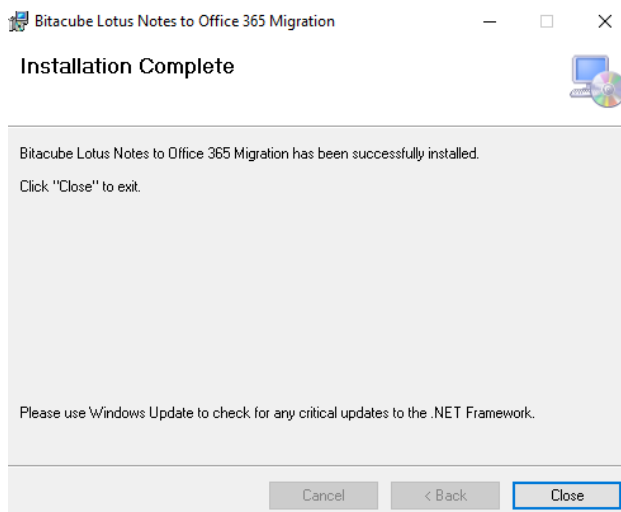 Bitacube Lotus Notes to Office 365 Migration
Installation Complete
Bitacube Lotus Notes to Office 365 Migration has been successfully installed.
Click "Close" to exit.
Please use Windows Update to check for any critical updates to the .NET Framework.
Cancel
< Back
Close